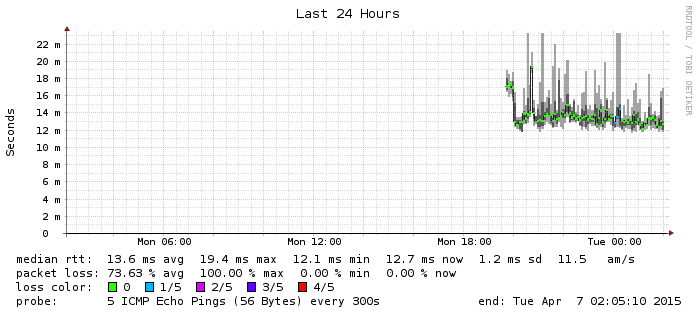 Last 24 Hours
RRDTOOL / TOBI OETIKER
Seconds
22 m
20 m
18 m
16 m
14 m
12 m
10 m
8 m
6 m
4 m
2 m
0
Mon 06:00 Mon 12:00 Mon 18:00 Tue 00:00
median rtt: 13.6 ms avg 19.4 ms max 12.1 ms min 12.7 ms now 1.2 ms sd 11.5 am/s
packet loss: 73.63 % avg 100.00 % max 0.00 % min 0.00 % now
loss color: 0 1/5 2/5 3/5 4/5
probe: 5 ICMP Echo Pings (56 Bytes) every 300s end: Tue Apr 7 02:05:10 2015